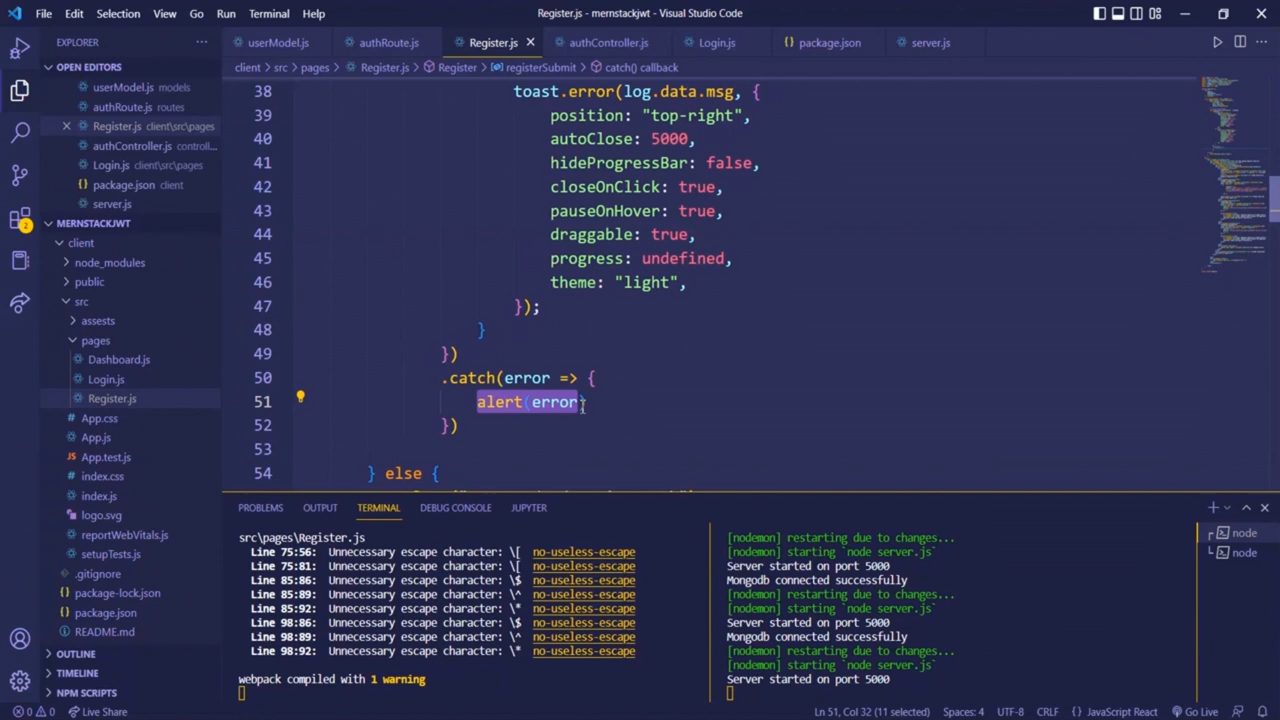 File Edit Selection View Go Run Terminal Help
Register.js - mernstackjwt - Visual Studio Code
EXPLORER
userModel.js authRoute.js Register.js authController.js Login.js package.json server.js
client > src > pages > Register.js > Register > registerSubmit > catch() callback
OPEN EDITORS
userModel.js models
authRoute.js routes
Register.js client\src\pages
authController.js controll...
Login.js client\src\pages
package.json client
server.js
MERNSTACKJWT
client
node_modules
public
src
assests
pages
Dashboard.js
Login.js
Register.js
App.css
App.js
App.test.js
index.css
index.js
logo.svg
reportWebVitals.js
setupTests.js
.gitignore
package-lock.json
package.json
README.md
OUTLINE
TIMELINE
NPM SCRIPTS
38 toast.error(log.data.msg, {
39 position: "top-right",
40 autoClose: 5000,
41 hideProgressBar: false,
42 closeOnClick: true,
43 pauseOnHover: true,
44 draggable: true,
45 progress: undefined,
46 theme: "light",
47 });
48 }
49 })
50 .catch(error => {
51 alert(error)
52 })
53
54 } else {
PROBLEMS OUTPUT TERMINAL DEBUG CONSOLE JUPYTER
src\pages\Register.js
Line 75:56: Unnecessary escape character: \[ no-useless-escape
Line 75:81: Unnecessary escape character: \[ no-useless-escape
Line 85:86: Unnecessary escape character: \$ no-useless-escape
Line 85:89: Unnecessary escape character: \^ no-useless-escape
Line 85:92: Unnecessary escape character: \* no-useless-escape
Line 98:86: Unnecessary escape character: \$ no-useless-escape
Line 98:89: Unnecessary escape character: \^ no-useless-escape
Line 98:92: Unnecessary escape character: \* no-useless-escape
webpack compiled with 1 warning
[nodemon] restarting due to changes...
[nodemon] starting `node server.js`
Server started on port 5000
Mongodb connected successfully
[nodemon] restarting due to changes...
[nodemon] starting `node server.js`
Server started on port 5000
Mongodb connected successfully
[nodemon] restarting due to changes...
[nodemon] starting `node server.js`
Server started on port 5000
node
node
2
0 0 Live Share
Ln 51, Col 32 (11 selected) Spaces: 4 UTF-8 CRLF {} JavaScript React Go Live